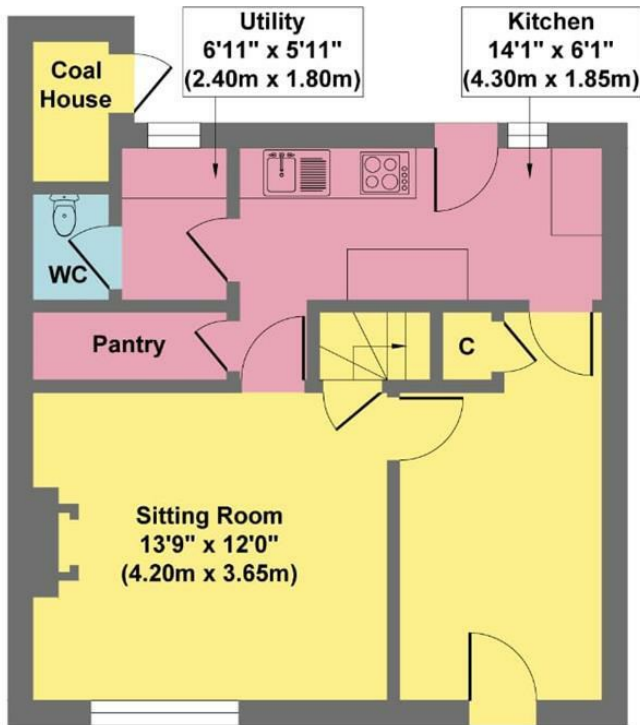 Utility
6'11" x 5'11"
(2.40m x 1.80m)
Kitchen
14'1" x 6'1"
(4.30m x 1.85m)
Coal
House
WC
Pantry
C
Sitting Room
13'9" x 12'0"
(4.20m x 3.65m)